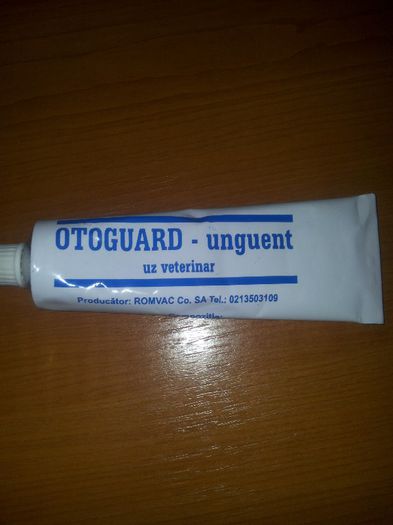 OTOGUARD - unguent
uz veterinar
Producător: ROMVAC Co. SA Tel.: 0213503109